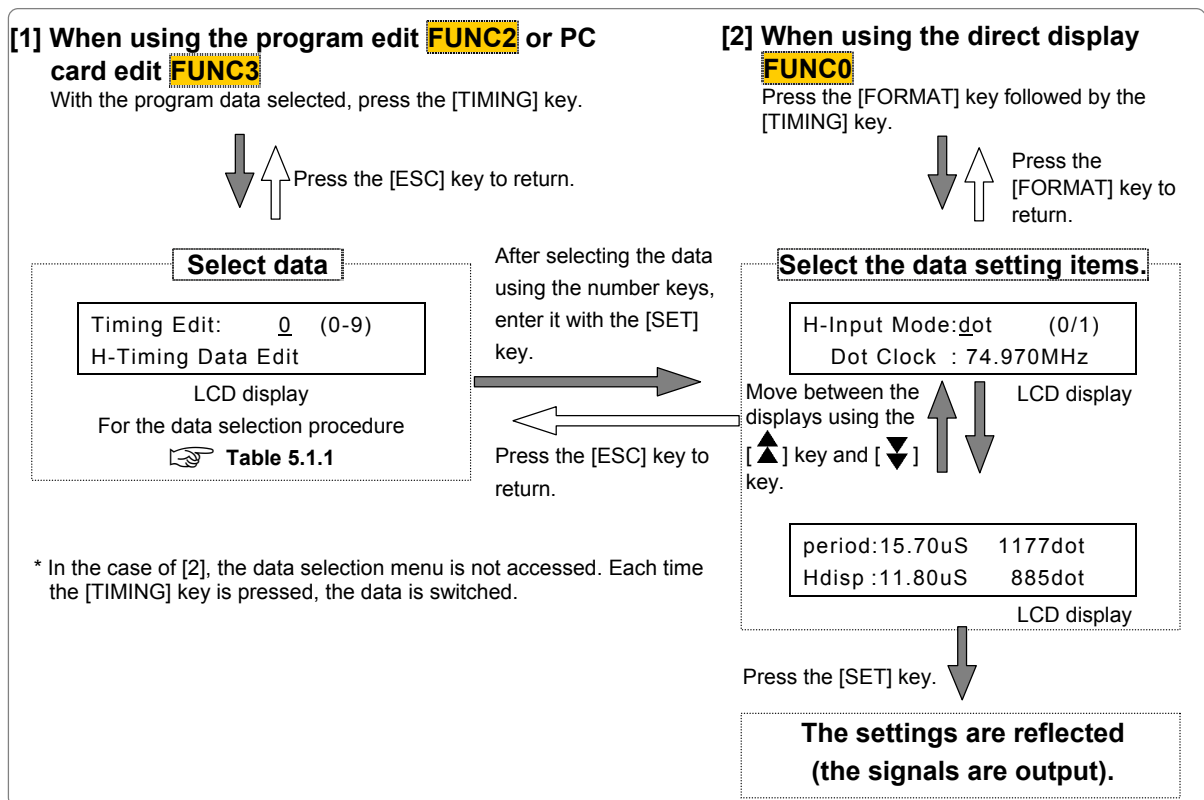 [1] When using the program edit FUNC2 or PC
card edit FUNC3
With the program data selected, press the [TIMING] key.
Press the [ESC] key to return.
[2] When using the direct display
FUNC0
Press the [FORMAT] key followed by the
[TIMING] key.
Press the
[FORMAT] key to
return.
Select data
Timing Edit: 0 (0-9)
H-Timing Data Edit
LCD display
For the data selection procedure
☞ Table 5.1.1
After selecting the data
using the number keys,
enter it with the [SET]
key.
Press the [ESC] key to
return.
Select the data setting items.
H-Input Mode:dot (0/1)
Dot Clock : 74.970MHz
LCD display
Move between the
displays using the
[ ] key and [ ]
key.
period:15.70uS 1177dot
Hdisp :11.80uS 885dot
LCD display
* In the case of [2], the data selection menu is not accessed. Each time
the [TIMING] key is pressed, the data is switched.
Press the [SET] key.
The settings are reflected
(the signals are output).